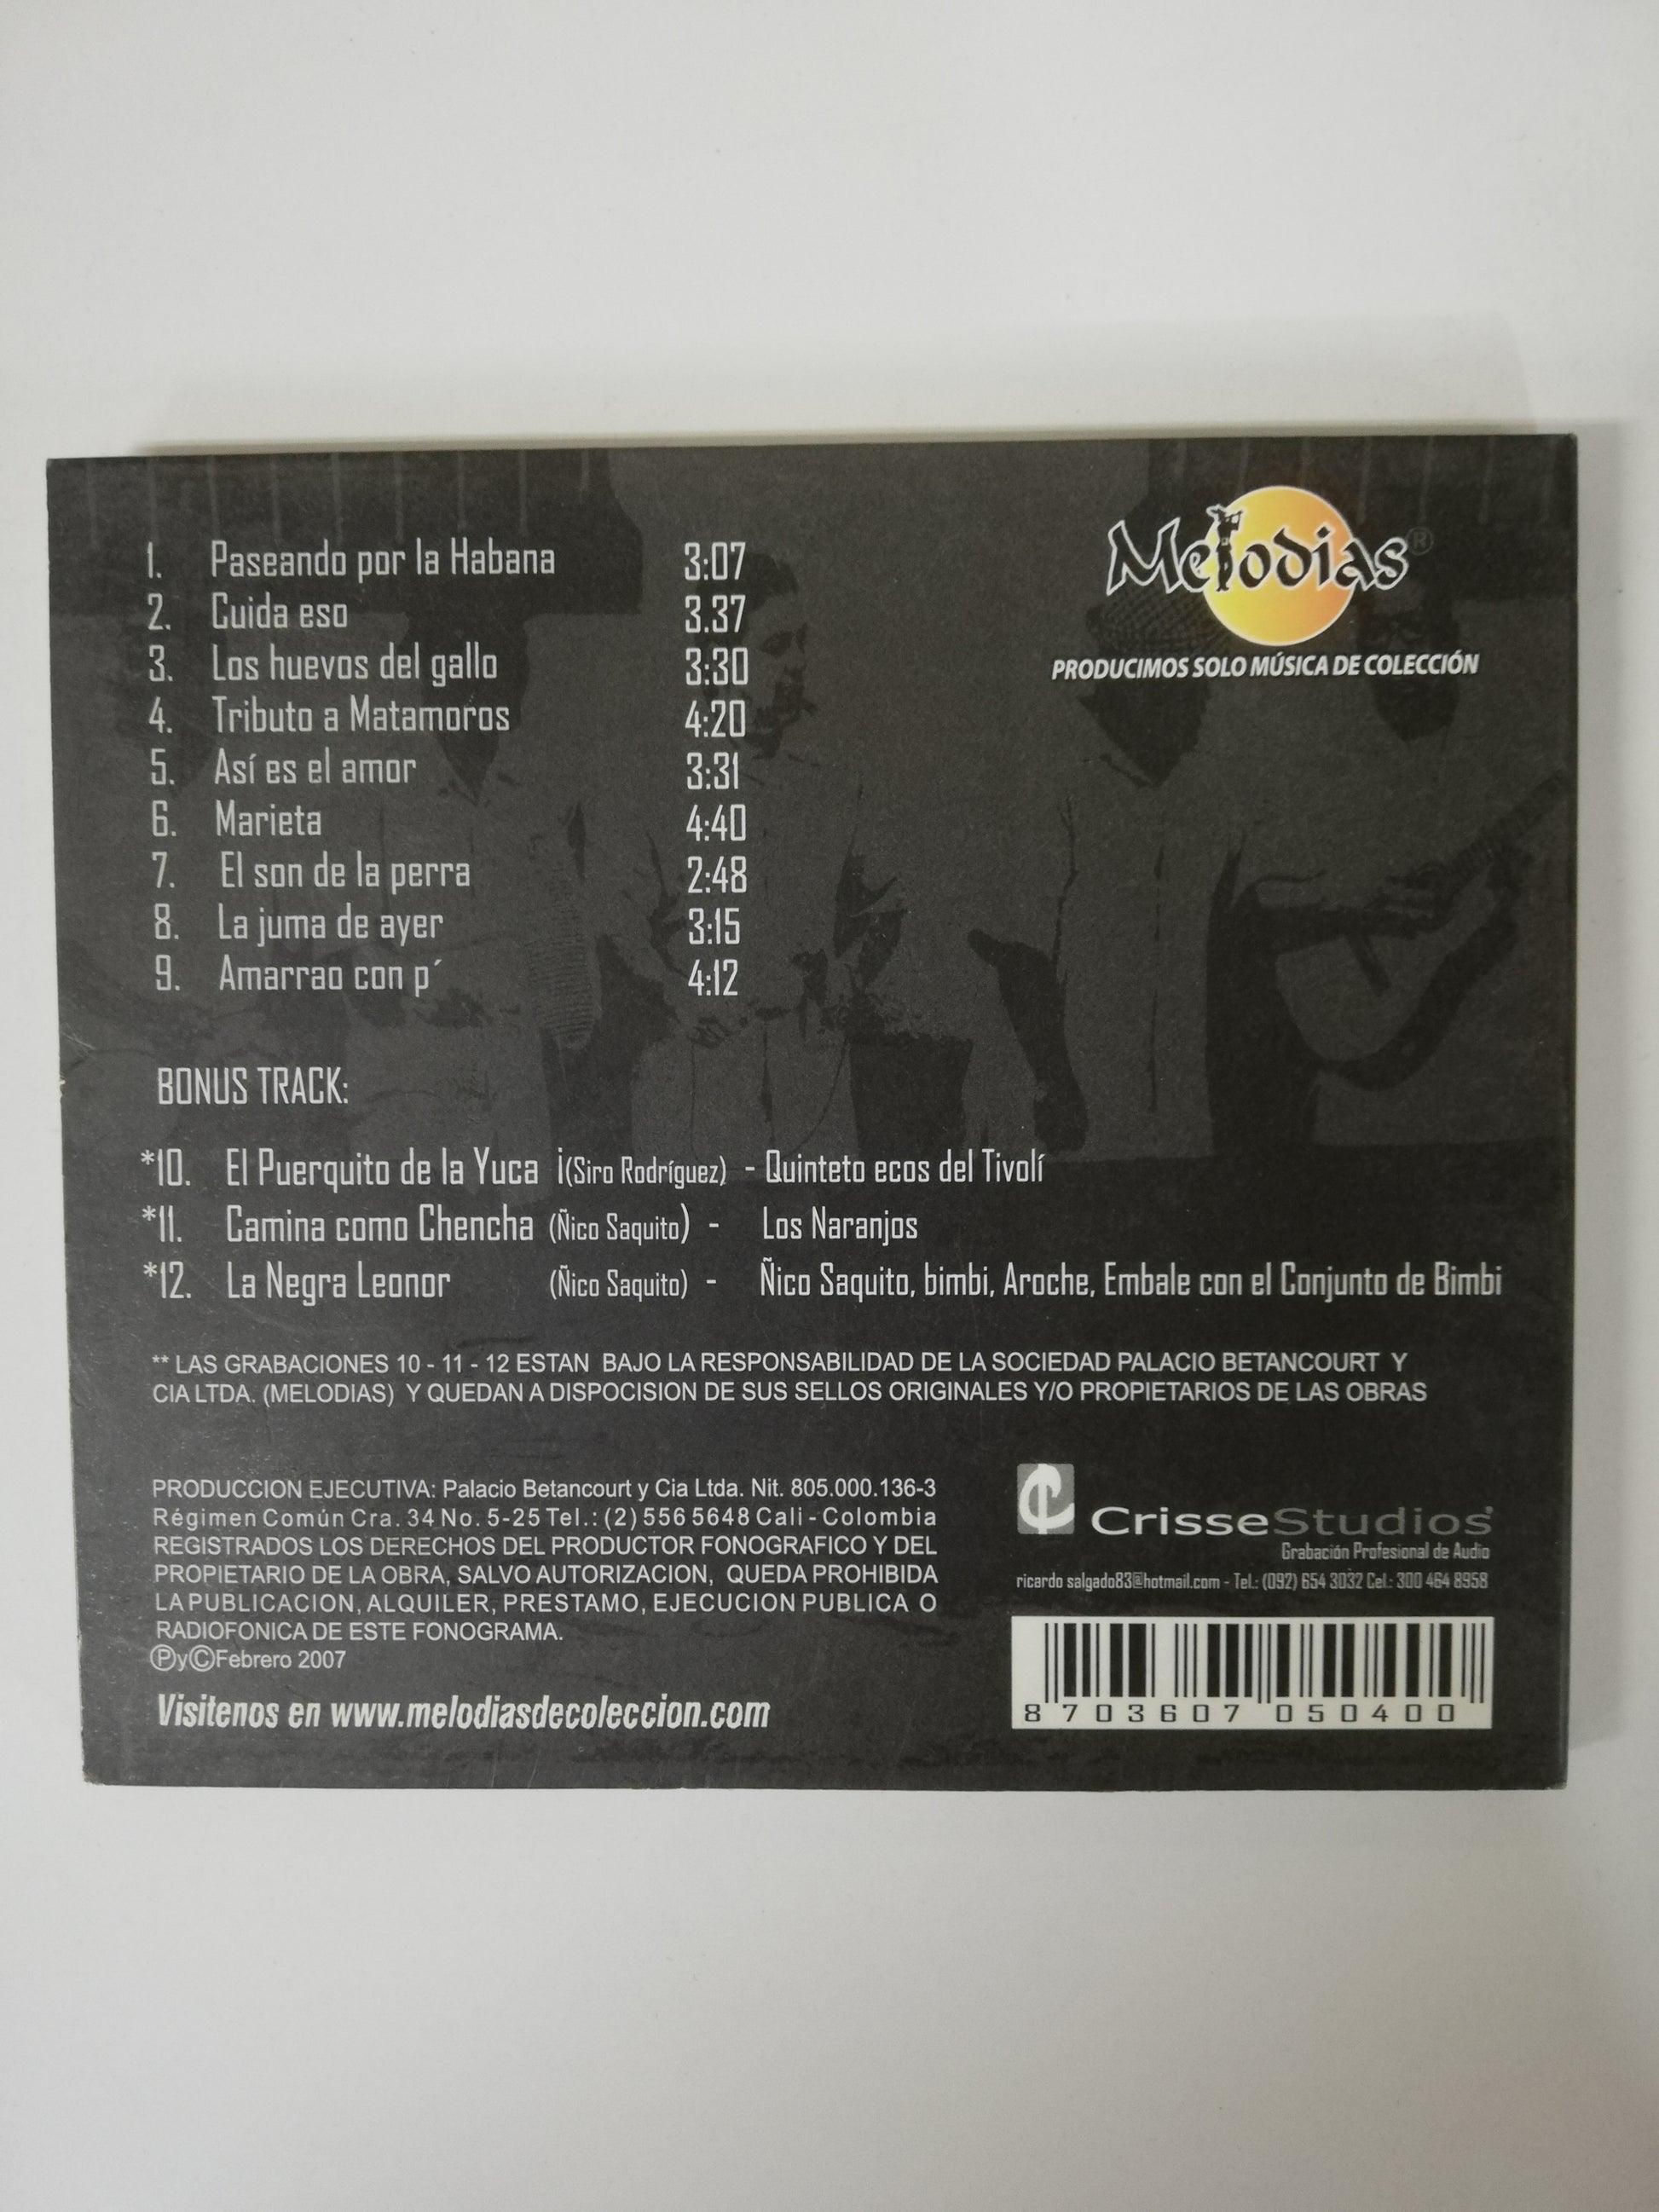 Melodias®
PRODUCIMOS SOLO MÚSICA DE COLECCIÓN
1. Paseando por la Habana 3:07
2. Cuida eso 3.37
3. Los huevos del gallo 3:30
4. Tributo a Matamoros 4:20
5. Así es el amor 3:31
6. Marieta 4:40
7. El son de la perra 2:48
8. La juma de ayer 3:15
9. Amarrao con p´ 4:12
BONUS TRACK:
*10. El Puerquito de la Yuca ¡(Siro Rodríguez) - Quinteto ecos del Tivolí
*11. Camina como Chencha (Ñico Saquito) - Los Naranjos
*12. La Negra Leonor (Ñico Saquito) - Ñico Saquito, bimbi, Aroche, Embale con el Conjunto de Bimbi
** LAS GRABACIONES 10 - 11 - 12 ESTAN BAJO LA RESPONSABILIDAD DE LA SOCIEDAD PALACIO BETANCOURT Y
CIA LTDA. (MELODIAS) Y QUEDAN A DISPOCISION DE SUS SELLOS ORIGINALES Y/O PROPIETARIOS DE LAS OBRAS
PRODUCCION EJECUTIVA: Palacio Betancourt y Cia Ltda. Nit. 805.000.136-3
Régimen Común Cra. 34 No. 5-25 Tel.: (2) 556 5648 Cali - Colombia
REGISTRADOS LOS DERECHOS DEL PRODUCTOR FONOGRAFICO Y DEL
PROPIETARIO DE LA OBRA, SALVO AUTORIZACION, QUEDA PROHIBIDA
LA PUBLICACION, ALQUILER, PRESTAMO, EJECUCION PUBLICA O
RADIOFONICA DE ESTE FONOGRAMA.
ⓅyⒸFebrero 2007
Visitenos en www.melodiasdecoleccion.com
CrisseStudios
Grabación Profesional de Audio
ricardo salgado83@hotmail.com - Tel.: (092) 654 3032 Cel.: 300 464 8958
8 703607 050400